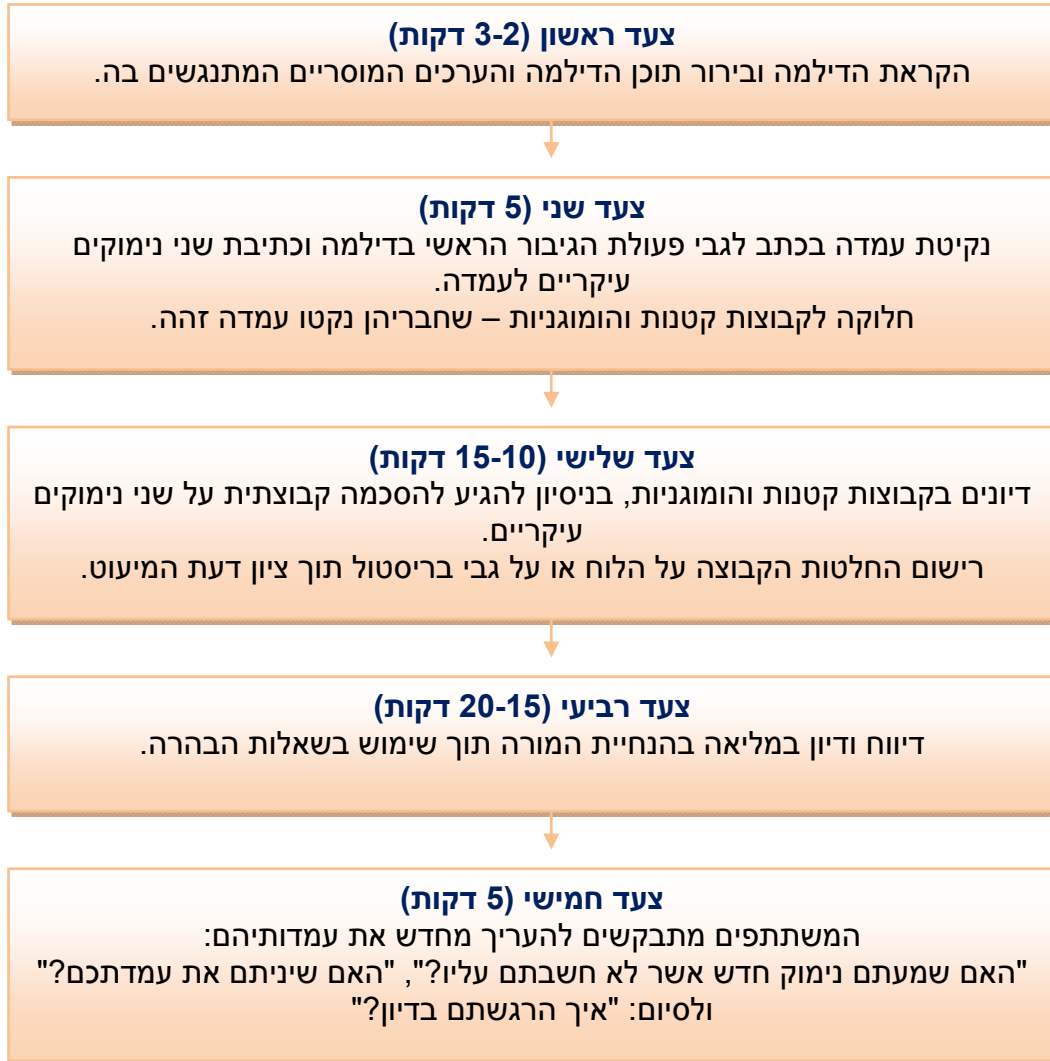 צעד ראשון (3-2 דקות)
הקראת הדילמה ובירור תוכן הדילמה והערכים המוסריים המתנגשים בה.
צעד שני (5 דקות)
נקיטת עמדה בכתב לגבי פעולת הגיבור הראשי בדילמה וכתיבת שני נימוקים
עיקריים לעמדה.
חלוקה לקבוצות קטנות והומוגניות – שחבריהן נקטו עמדה זהה.
צעד שלישי (15-10 דקות)
דיונים בקבוצות קטנות והומוגניות, בניסיון להגיע להסכמה קבוצתית על שני נימוקים
עיקריים.
רישום החלטות הקבוצה על הלוח או על גבי בריסטול תוך ציון דעת המיעוט.
צעד רביעי (20-15 דקות)
דיווח ודיון במליאה בהנחיית המורה תוך שימוש בשאלות הבהרה.
צעד חמישי (5 דקות)
המשתתפים מתבקשים להעריך מחדש את עמדותיהם:
"האם שמעתם נימוק חדש אשר לא חשבתם עליו?", "האם שיניתם את עמדתכם?"
ולסיום: "איך הרגשתם בדיון?"